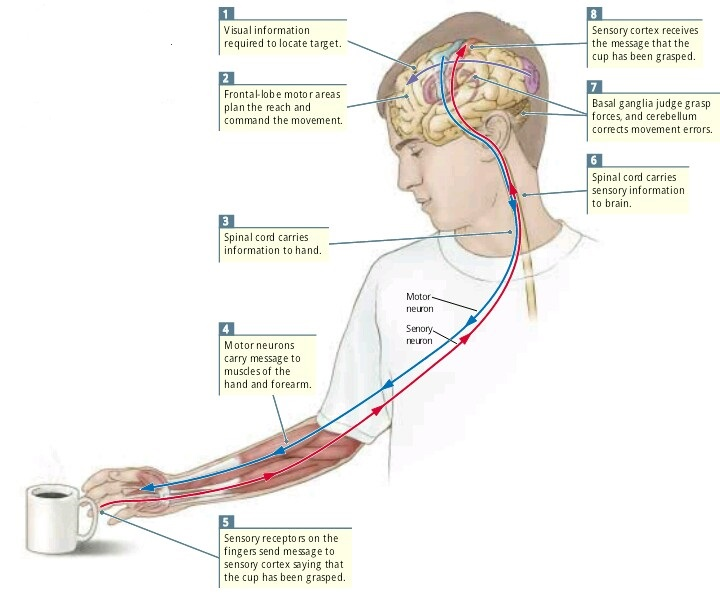 1
Visual information
required to locate target.
2
Frontal-lobe motor areas
plan the reach and
command the movement.
3
Spinal cord carries
information to hand.
4
Motor neurons
carry message to
muscles of the
hand and forearm.
5
Sensory receptors on the
fingers send message to
sensory cortex saying that
the cup has been grasped.
6
Spinal cord carries
sensory information
to brain.
7
Basal ganglia judge grasp
forces, and cerebellum
corrects movement errors.
8
Sensory cortex receives
the message that the
cup has been grasped.
Motor
neuron
Senory
neuron